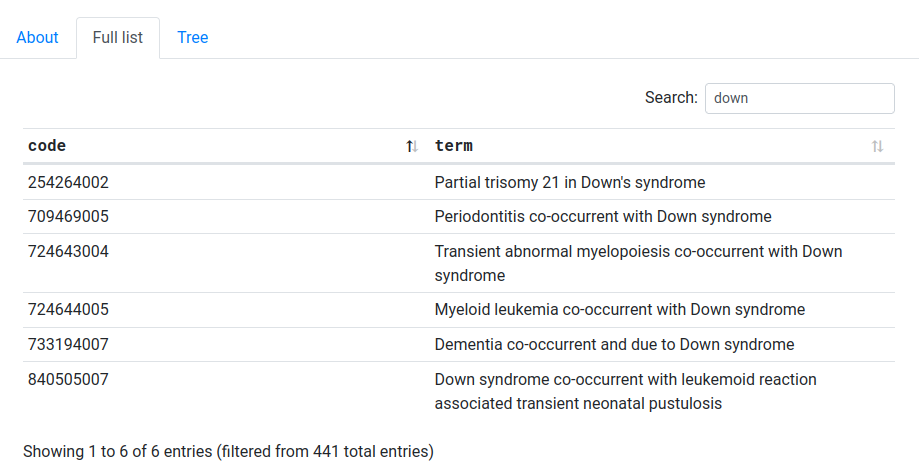 About Full list Tree
Search: down
code term
254264002 Partial trisomy 21 in Down's syndrome
709469005 Periodontitis co-occurrent with Down syndrome
724643004 Transient abnormal myelopoiesis co-occurrent with Down
syndrome
724644005 Myeloid leukemia co-occurrent with Down syndrome
733194007 Dementia co-occurrent and due to Down syndrome
840505007 Down syndrome co-occurrent with leukemoid reaction
associated transient neonatal pustulosis
Showing 1 to 6 of 6 entries (filtered from 441 total entries)